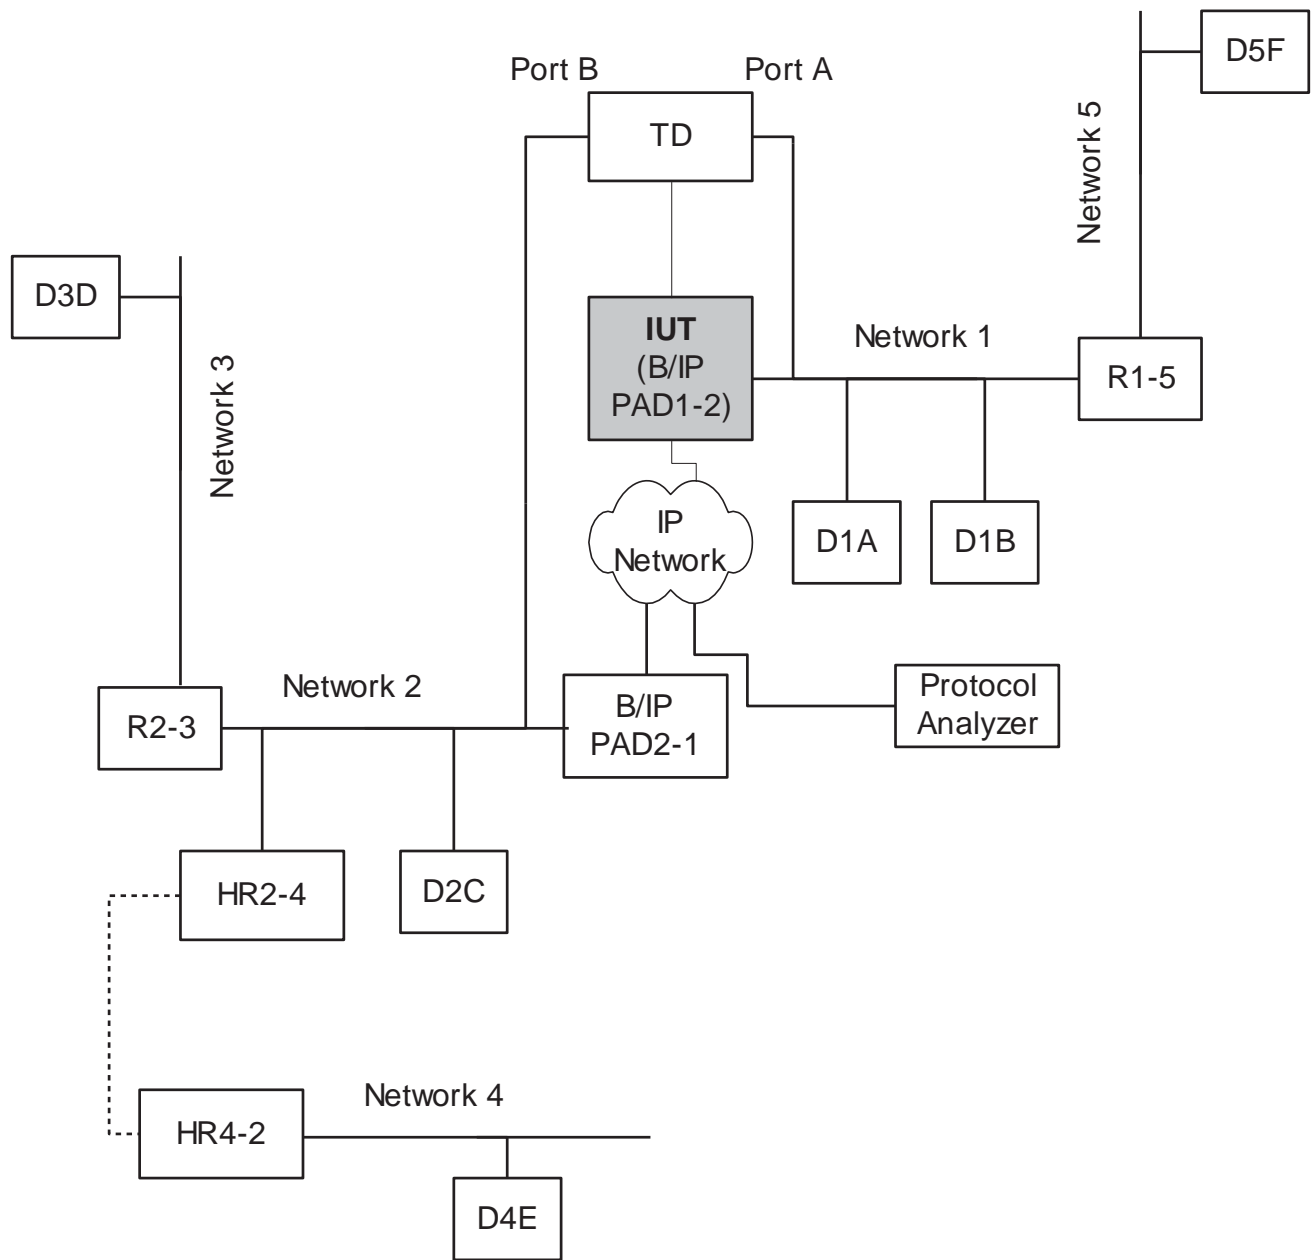 D5F
Port B
Port A
TD
Network 5
D3D
IUT
(B/IP
PAD1-2)
Network 1
R1-5
Network 3
IP
Network
D1A
D1B
Network 2
R2-3
B/IP
PAD2-1
Protocol
Analyzer
HR2-4
D2C
Network 4
HR4-2
D4E